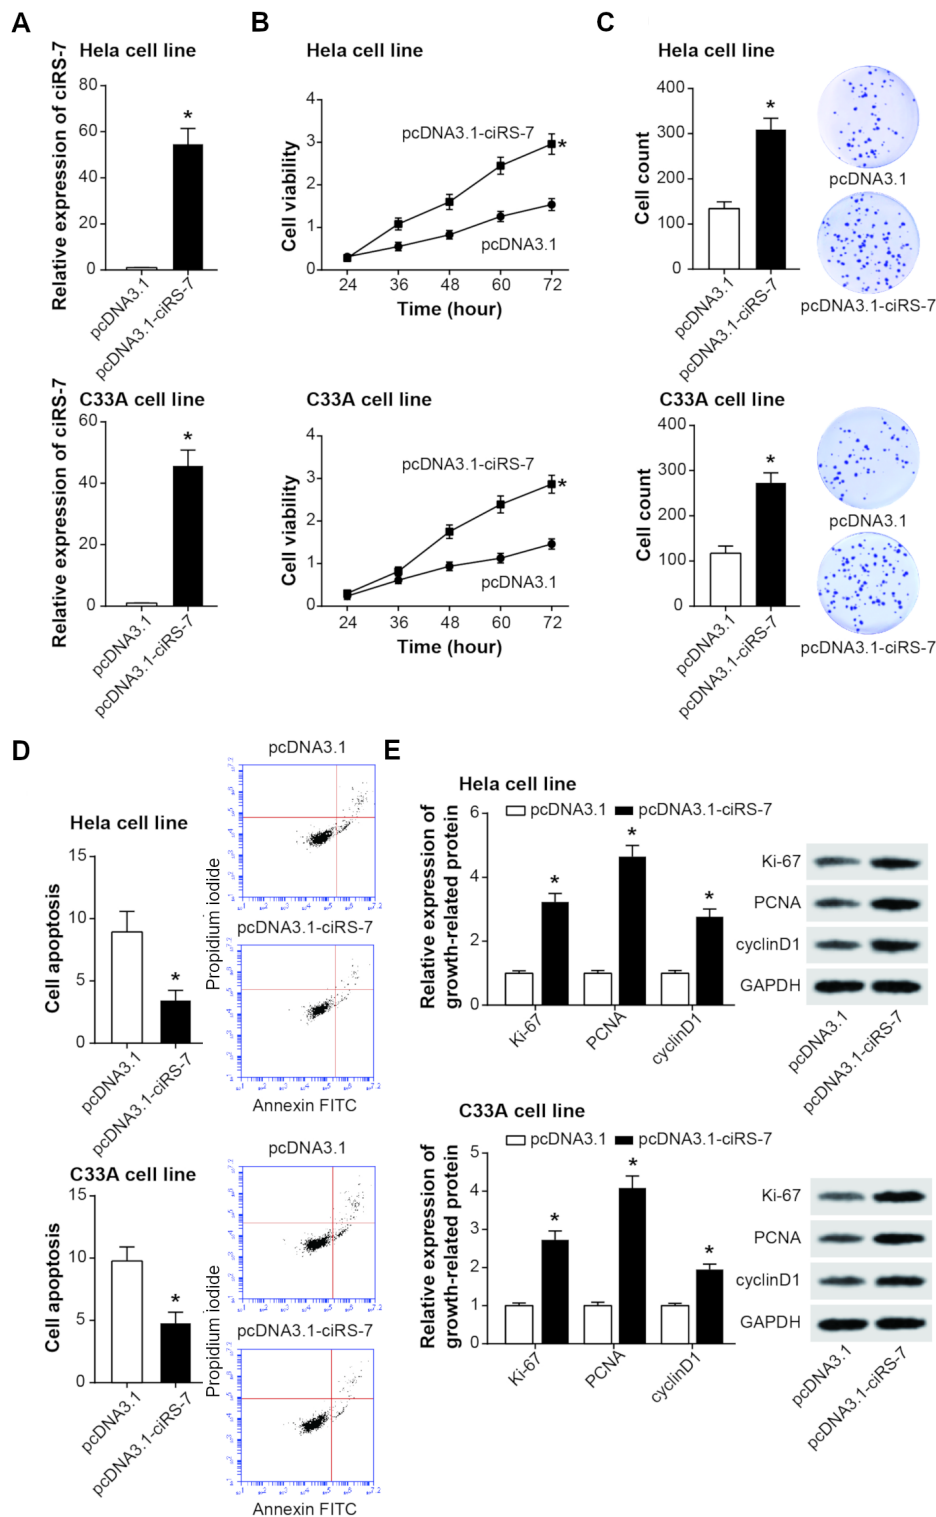 A
Hela cell line
Relative expression of ciRS-7
80
60
40
20
0
*
pcDNA3.1
pcDNA3.1-ciRS-7
C33A cell line
Relative expression of ciRS-7
60
40
20
0
*
pcDNA3.1
pcDNA3.1-ciRS-7
B
Hela cell line
Cell viability
4
3
2
1
0
pcDNA3.1-ciRS-7
*
pcDNA3.1
24 36 48 60 72
Time (hour)
C33A cell line
Cell viability
4
3
2
1
0
pcDNA3.1-ciRS-7
*
pcDNA3.1
24 36 48 60 72
Time (hour)
C
Hela cell line
Cell count
400
300
200
100
0
*
pcDNA3.1
pcDNA3.1-ciRS-7
pcDNA3.1
pcDNA3.1-ciRS-7
C33A cell line
Cell count
400
300
200
100
0
*
pcDNA3.1
pcDNA3.1-ciRS-7
pcDNA3.1
pcDNA3.1-ciRS-7
D
Hela cell line
Cell apoptosis
15
10
5
0
*
pcDNA3.1
pcDNA3.1-ciRS-7
pcDNA3.1
pcDNA3.1-ciRS-7
Propidium iodide
Annexin FITC
C33A cell line
Cell apoptosis
15
10
5
0
*
pcDNA3.1
pcDNA3.1-ciRS-7
pcDNA3.1
pcDNA3.1-ciRS-7
Propidium iodide
Annexin FITC
E
Hela cell line
pcDNA3.1 pcDNA3.1-ciRS-7
Relative expression of
growth-related protein
6
4
2
0
* * *
Ki-67
PCNA
cyclinD1
Ki-67
PCNA
cyclinD1
GAPDH
pcDNA3.1
pcDNA3.1-ciRS-7
C33A cell line
pcDNA3.1 pcDNA3.1-ciRS-7
Relative expression of
growth-related protein
5
4
3
2
1
0
* * *
Ki-67
PCNA
cyclinD1
Ki-67
PCNA
cyclinD1
GAPDH
pcDNA3.1
pcDNA3.1-ciRS-7